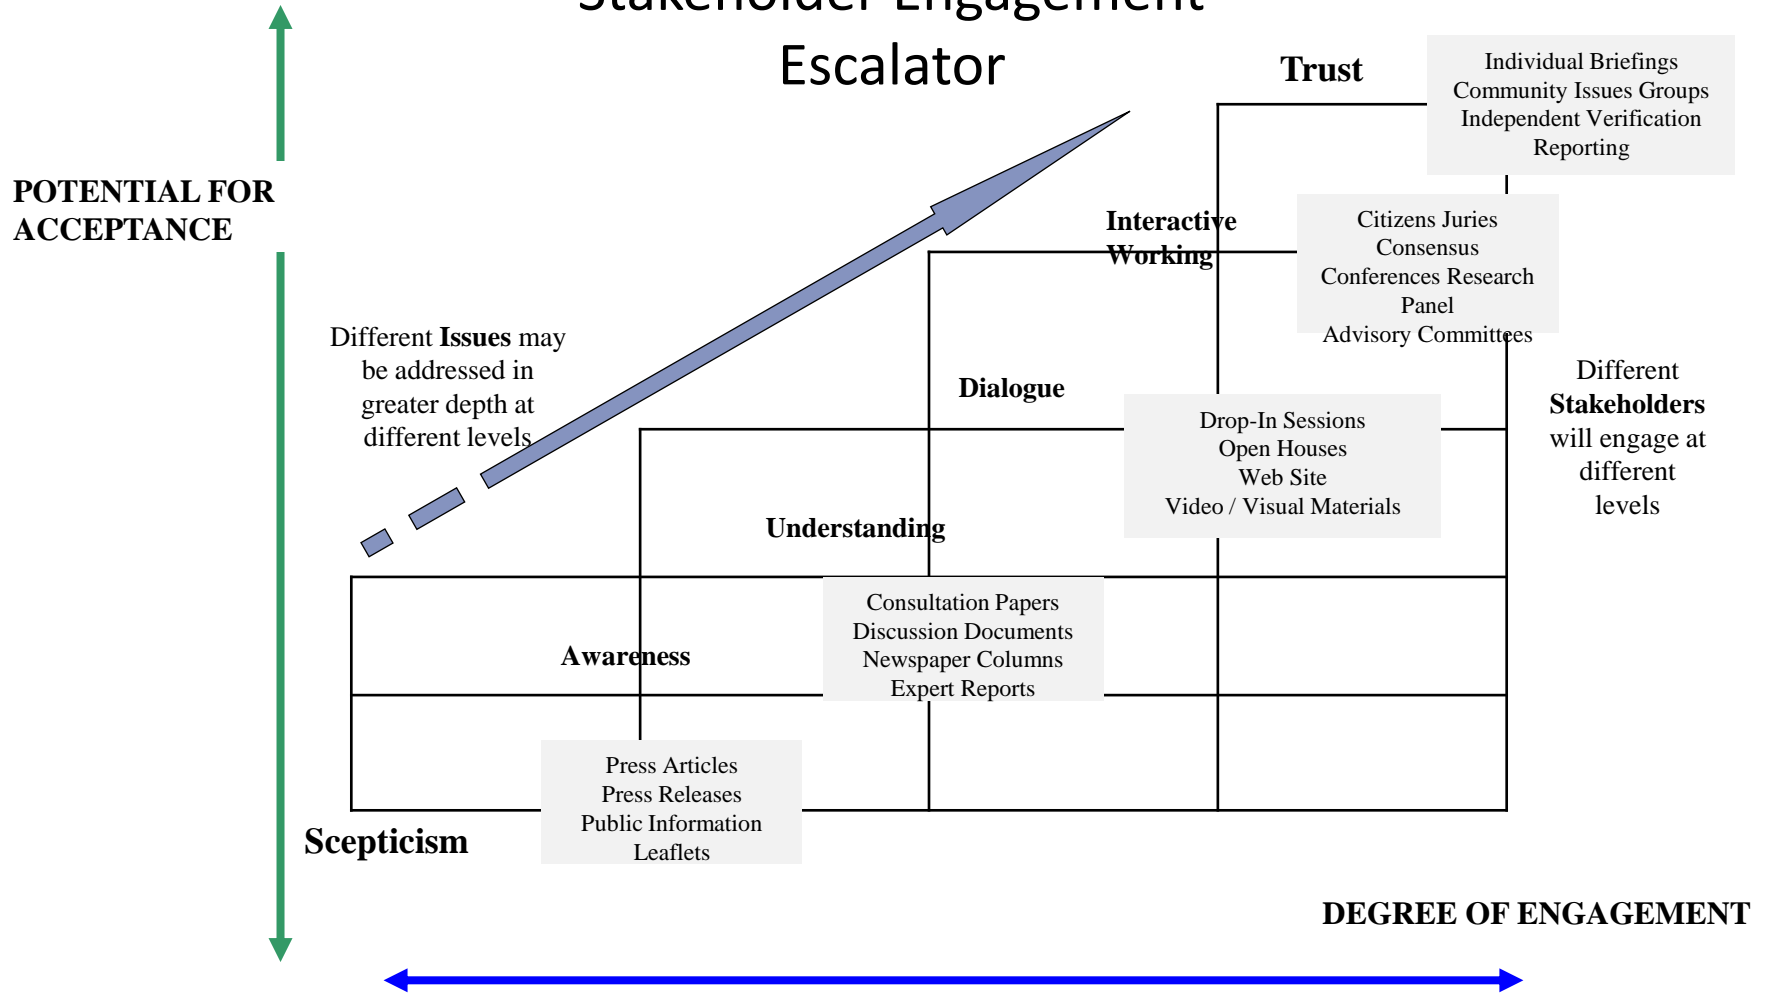 Stakeholder Engagement
Escalator
Trust
Individual Briefings
Community Issues Groups
Independent Verification
Reporting
POTENTIAL FOR
ACCEPTANCE
Interactive
Working
Citizens Juries
Consensus
Conferences Research
Panel
Advisory Committees
Different Issues may
be addressed in
greater depth at
different levels
Dialogue
Different
Stakeholders
will engage at
different
levels
Drop-In Sessions
Open Houses
Web Site
Video / Visual Materials
Understanding
Consultation Papers
Discussion Documents
Newspaper Columns
Expert Reports
Awareness
Press Articles
Press Releases
Public Information
Leaflets
Scepticism
DEGREE OF ENGAGEMENT